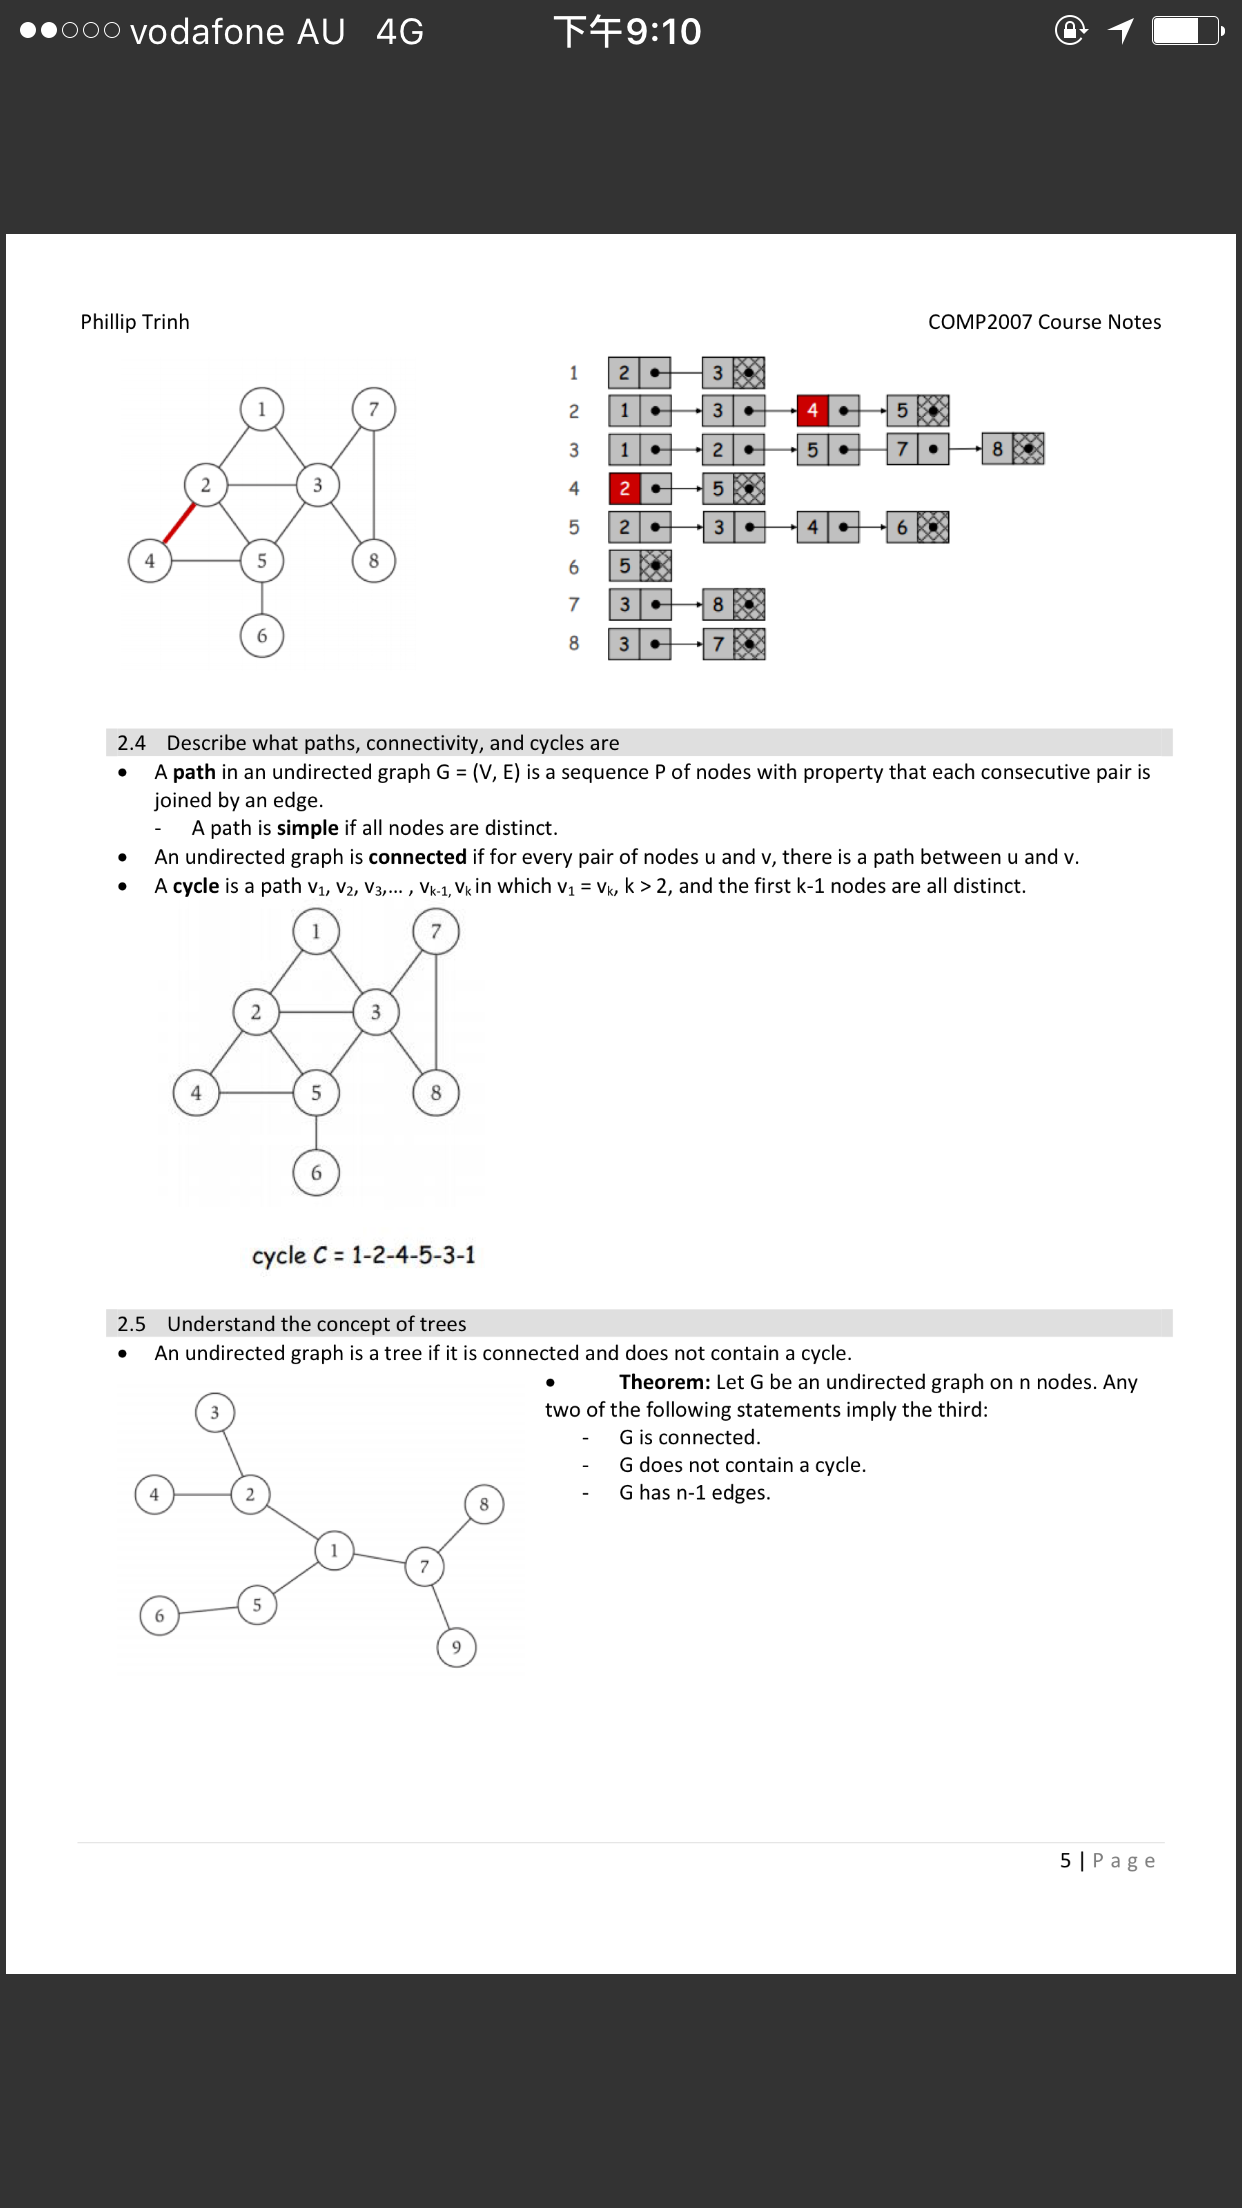 vodafone AU 4G 下午9:10
Phillip Trinh COMP2007 Course Notes
1 7
2 3
4 5 8
6
1 2 3
2 1 3 4 5
3 1 2 5 7 8
4 2 5
5 2 3 4 6
6 5
7 3 8
8 3 7
2.4 Describe what paths, connectivity, and cycles are
• A path in an undirected graph G = (V, E) is a sequence P of nodes with property that each consecutive pair is
joined by an edge.
- A path is simple if all nodes are distinct.
• An undirected graph is connected if for every pair of nodes u and v, there is a path between u and v.
• A cycle is a path v₁, v₂, v₃,... , vₖ₋₁, vₖ in which v₁ = vₖ, k > 2, and the first k-1 nodes are all distinct.
1 7
2 3
4 5 8
6
cycle C = 1-2-4-5-3-1
2.5 Understand the concept of trees
• An undirected graph is a tree if it is connected and does not contain a cycle.
• Theorem: Let G be an undirected graph on n nodes. Any
two of the following statements imply the third:
- G is connected.
- G does not contain a cycle.
- G has n-1 edges.
3
4 2 8
1 7
6 5
9
5 | Page